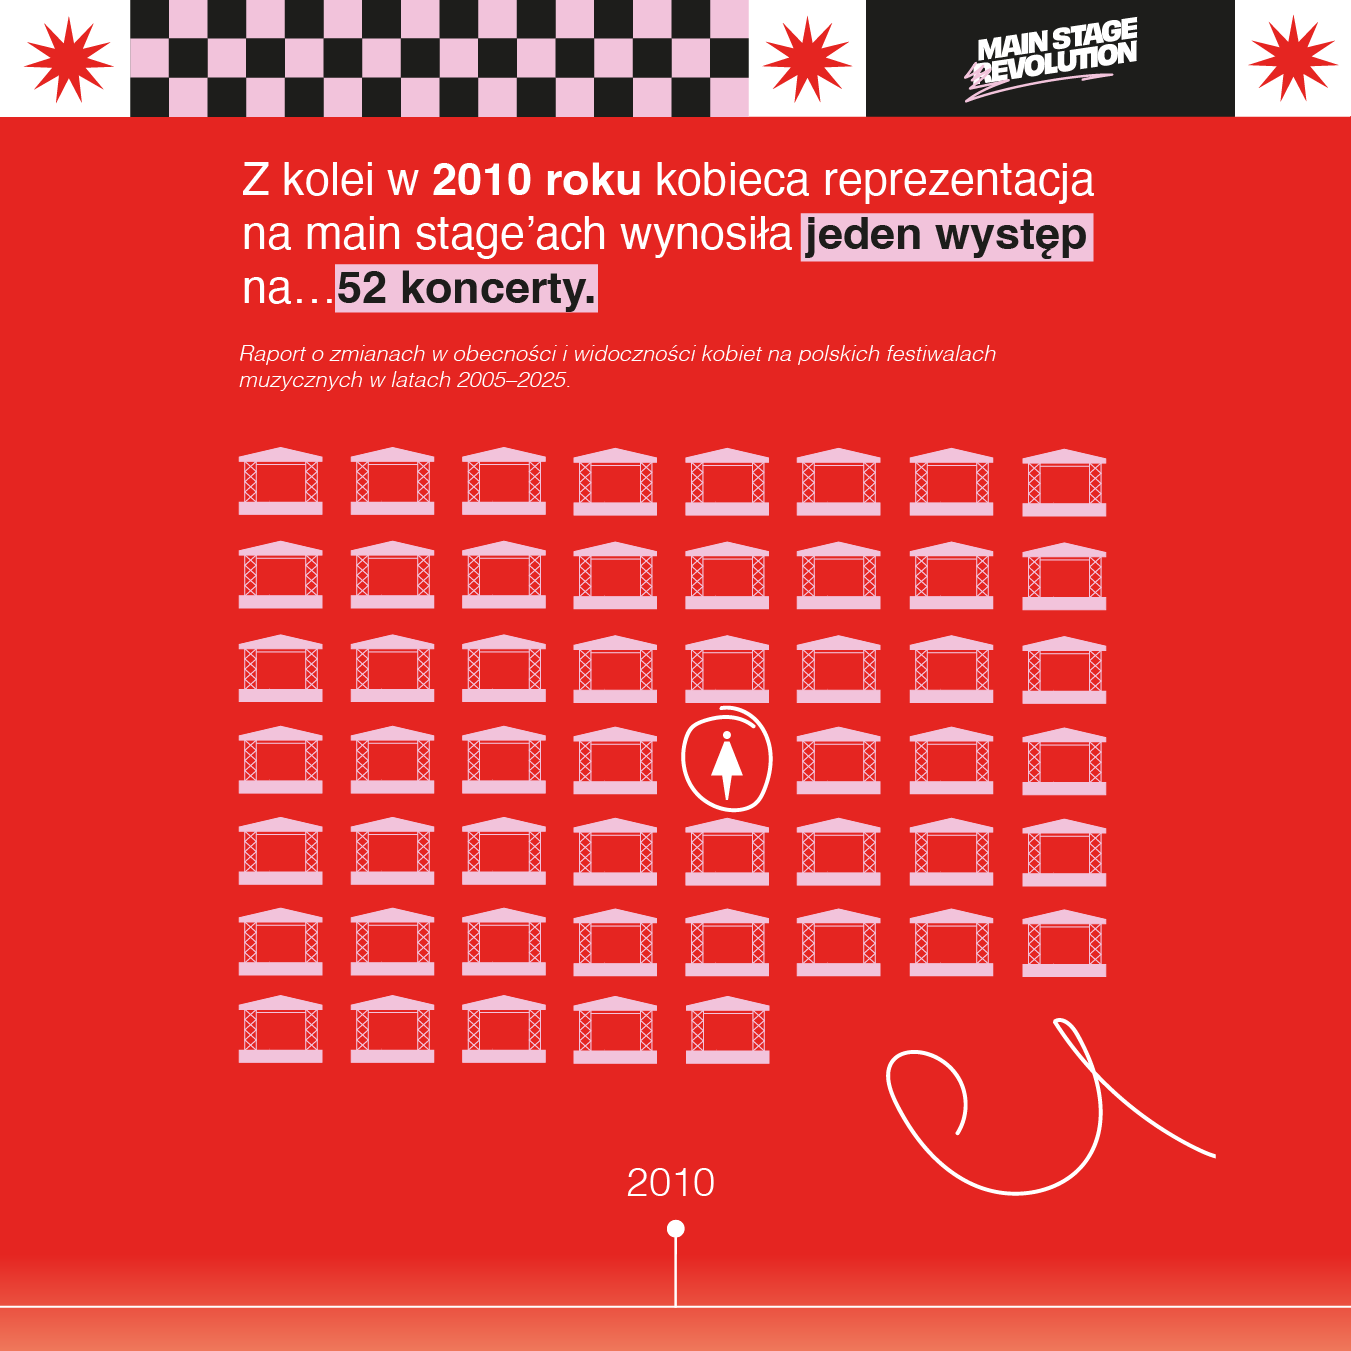 MAIN STAGE
REVOLUTION
Z kolei w 2010 roku kobieca reprezentacja
na main stage’ach wynosiła jeden występ
na...52 koncerty.
Raport o zmianach w obecności i widoczności kobiet na polskich festiwalach
muzycznych w latach 2005–2025.
2010